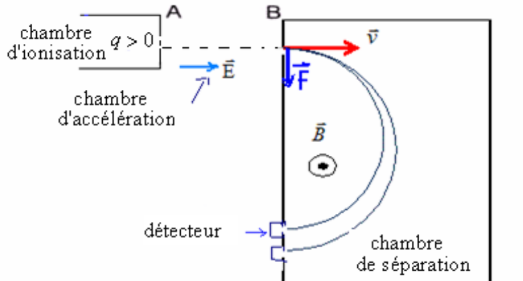 A
B
chambre
d'ionisation
q > 0
v⃗
E⃗
F⃗
chambre
d'accélération
B⃗
détecteur
chambre
de séparation